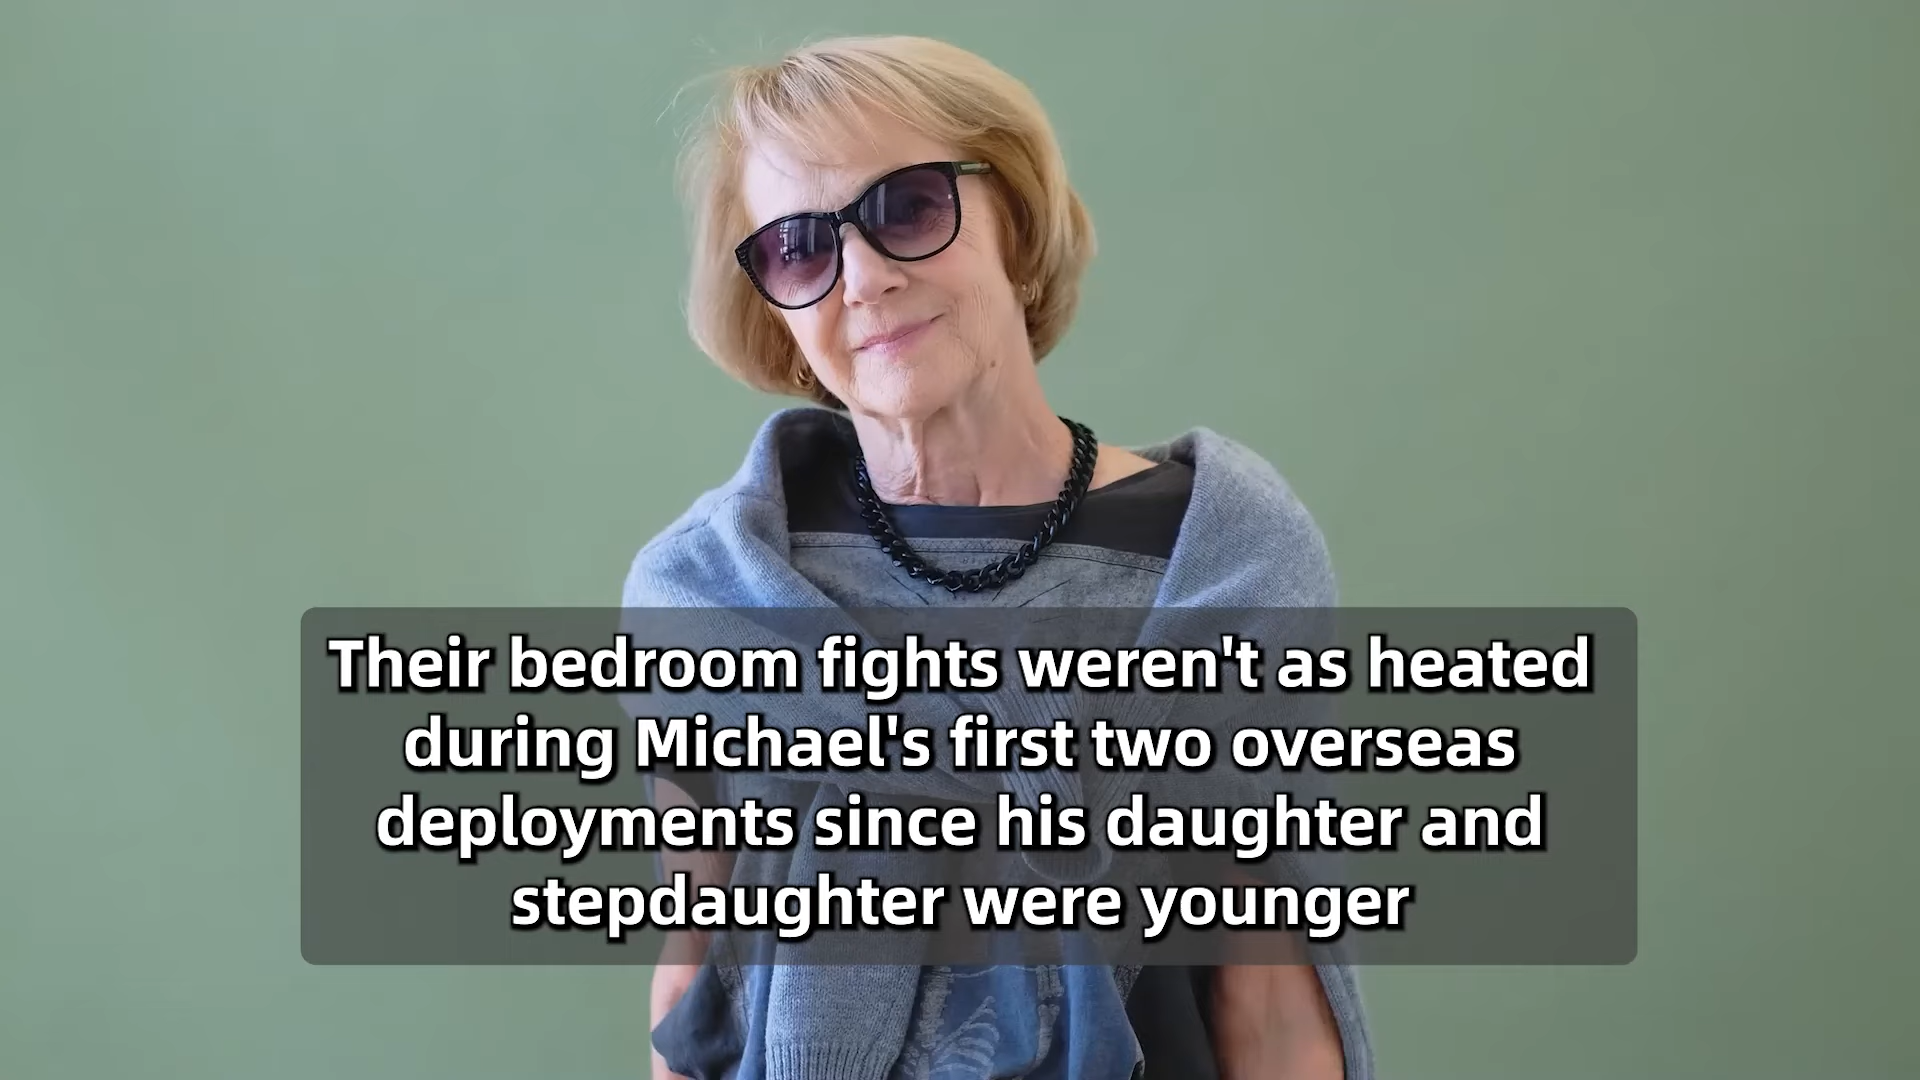 Their bedroom fights weren't as heated
during Michael's first two overseas
deployments since his daughter and
stepdaughter were younger